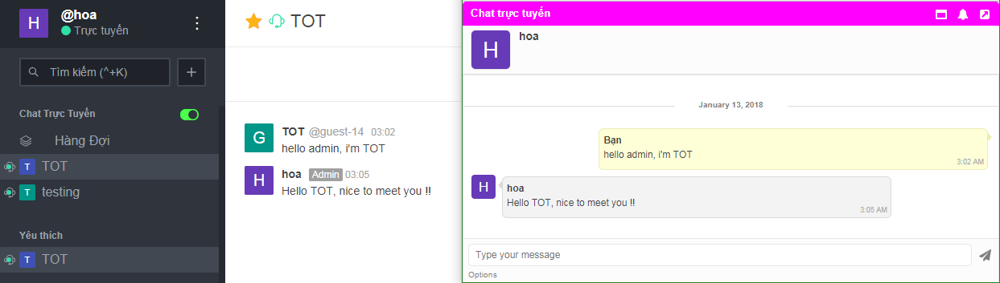 H
@hoa
Trực tuyến
Tìm kiếm (^+K)
Chat Trực Tuyến
Hàng Đợi
T TOT
T testing
Yêu thích
T TOT
TOT
G
TOT @guest-14 03:02
hello admin, i'm TOT
H
hoa Admin 03:05
Hello TOT, nice to meet you !!
Chat trực tuyến
H
hoa
January 13, 2018
Bạn
hello admin, i'm TOT
3:02 AM
H
hoa
Hello TOT, nice to meet you !!
3:05 AM
Type your message
Options